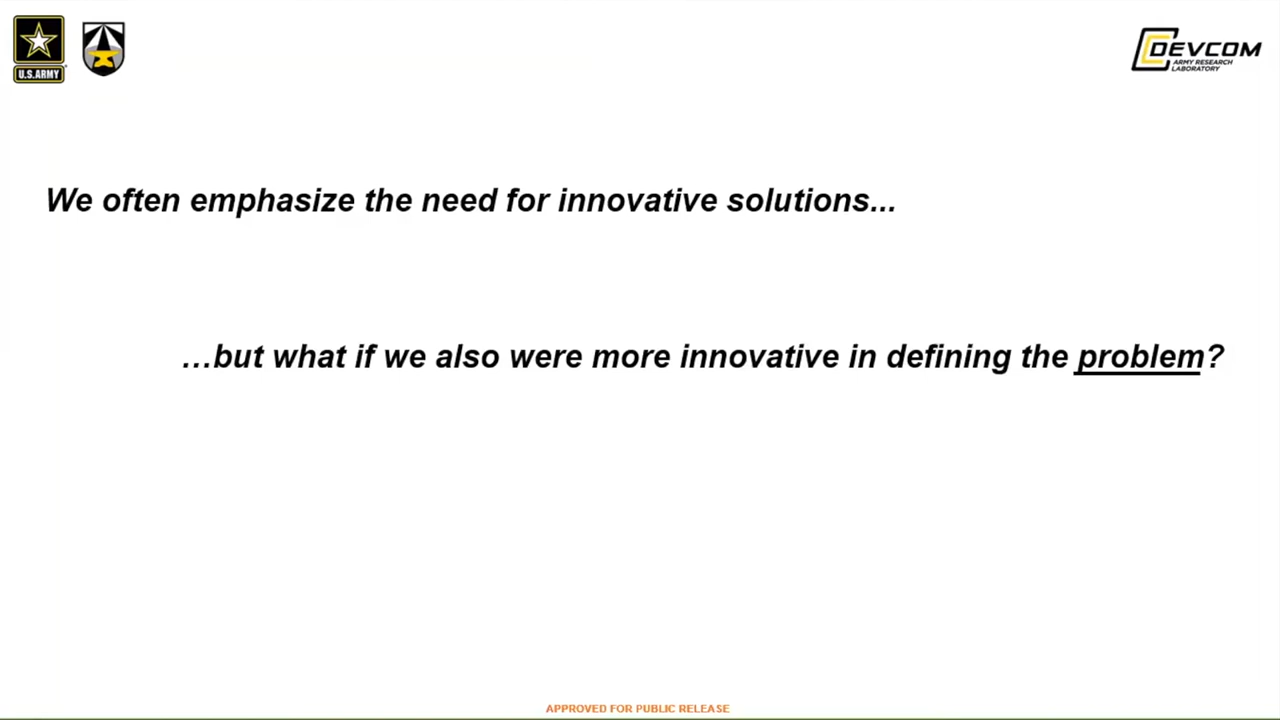 U.S.ARMY
DEVCOM
ARMY RESEARCH
LABORATORY
We often emphasize the need for innovative solutions...
...but what if we also were more innovative in defining the problem?
APPROVED FOR PUBLIC RELEASE